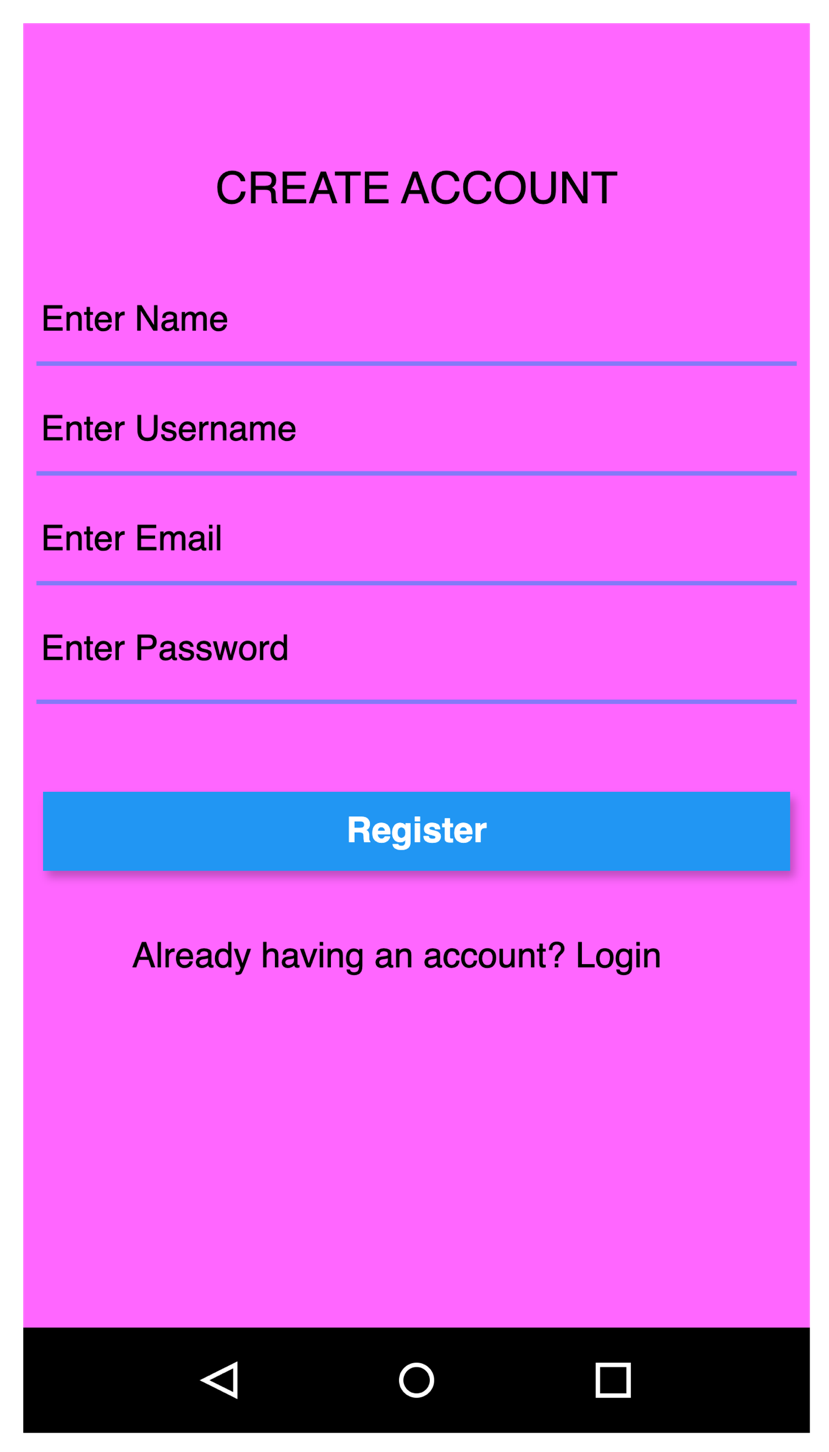 CREATE ACCOUNT
Enter Name
Enter Username
Enter Email
Enter Password
Register
Already having an account? Login